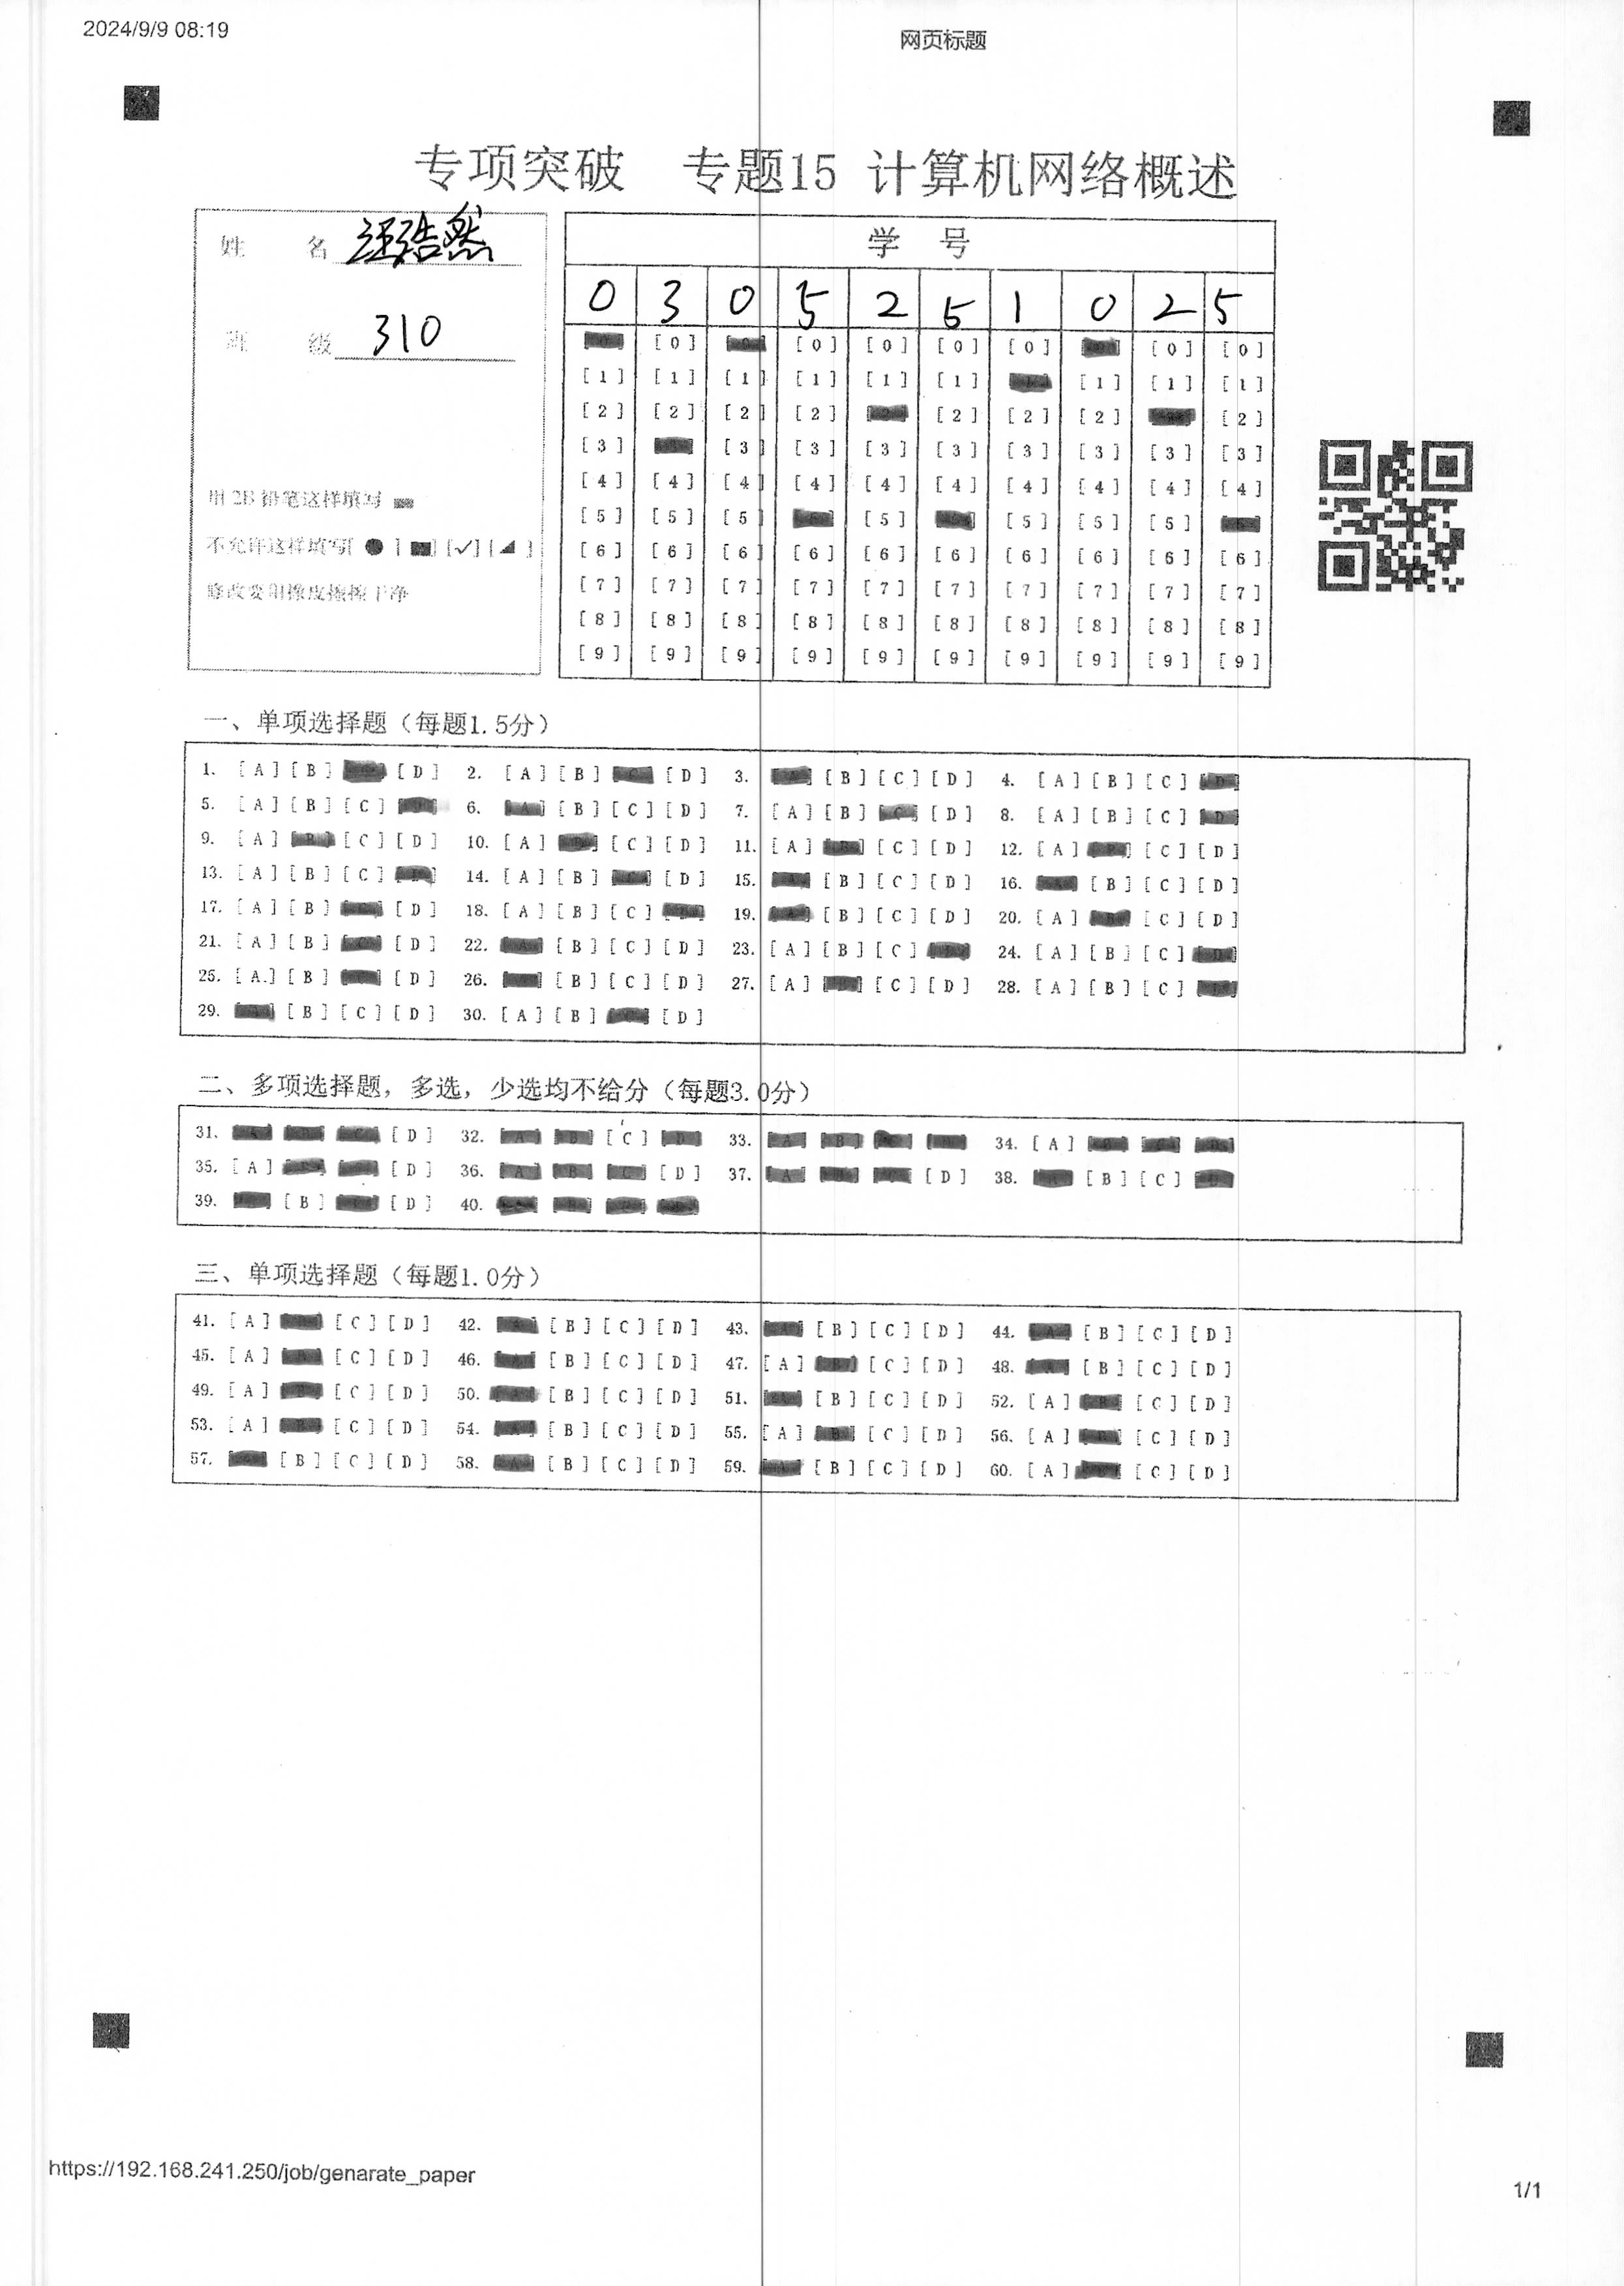 2024/9/9 08:19
网页标题
专项突破 专题15 计算机网络概述
姓 名 汪浩然
班 级 310
用 2B 铅笔这样填写
不允许这样填写[ ● ] [■] [✓] [◢]
修改要用橡皮擦擦干净
学 号
0 3 0 5 2 5 1 0 2 5
[0] [0] [0] [0] [0] [0] [0]
[1] [1] [1] [1] [1] [1] [1] [1] [1]
[2] [2] [2] [2] [2] [2] [2] [2]
[3] [3] [3] [3] [3] [3] [3] [3] [3]
[4] [4] [4] [4] [4] [4] [4] [4] [4] [4]
[5] [5] [5] [5] [5] [5] [5]
[6] [6] [6] [6] [6] [6] [6] [6] [6] [6]
[7] [7] [7] [7] [7] [7] [7] [7] [7] [7]
[8] [8] [8] [8] [8] [8] [8] [8] [8] [8]
[9] [9] [9] [9] [9] [9] [9] [9] [9] [9]
一、单项选择题（每题1.5分）
1. [A] [B] [D] 2. [A] [B] [D] 3. [B] [C] [D] 4. [A] [B] [C] [D]
5. [A] [B] [C] 6. [A] [B] [C] [D] 7. [A] [B] [C] [D] 8. [A] [B] [C] [D]
9. [A] [B] [C] [D] 10. [A] [C] [D] 11. [A] [C] [D] 12. [A] [C] [D]
13. [A] [B] [C] 14. [A] [B] [D] 15. [B] [C] [D] 16. [B] [C] [D]
17. [A] [B] [D] 18. [A] [B] [C] 19. [B] [C] [D] 20. [A] [C] [D]
21. [A] [B] [D] 22. [B] [C] [D] 23. [A] [B] [C] 24. [A] [B] [C]
25. [A] [B] [D] 26. [B] [C] [D] 27. [A] [C] [D] 28. [A] [B] [C]
29. [B] [C] [D] 30. [A] [B] [D]
二、多项选择题，多选，少选均不给分（每题3.0分）
31. [D] 32. [C] 33. 34. [A]
35. [A] [D] 36. [D] 37. [D] 38. [B] [C]
39. [B] [D] 40.
三、单项选择题（每题1.0分）
41. [A] [C] [D] 42. [B] [C] [D] 43. [B] [C] [D] 44. [B] [C] [D]
45. [A] [C] [D] 46. [B] [C] [D] 47. [A] [C] [D] 48. [B] [C] [D]
49. [A] [C] [D] 50. [B] [C] [D] 51. [B] [C] [D] 52. [A] [C] [D]
53. [A] [C] [D] 54. [B] [C] [D] 55. [A] [C] [D] 56. [A] [C] [D]
57. [B] [C] [D] 58. [B] [C] [D] 59. [B] [C] [D] 60. [A] [C] [D]
https://192.168.241.250/job/genarate_paper
1/1